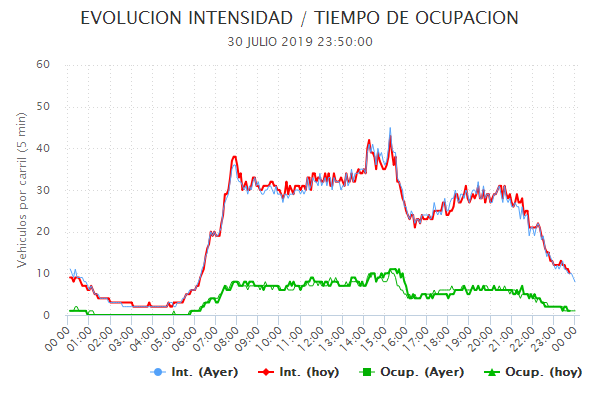 EVOLUCION INTENSIDAD / TIEMPO DE OCUPACION
30 JULIO 2019 23:50:00
Vehiculos por carril (5 min)
60
50
40
30
20
10
0
00:00 01:00 02:00 03:00 04:00 05:00 06:00 07:00 08:00 09:00 10:00 11:00 12:00 13:00 14:00 15:00 16:00 17:00 18:00 19:00 20:00 21:00 22:00 23:00 00:00
Int. (Ayer) Int. (hoy) Ocup. (Ayer) Ocup. (hoy)